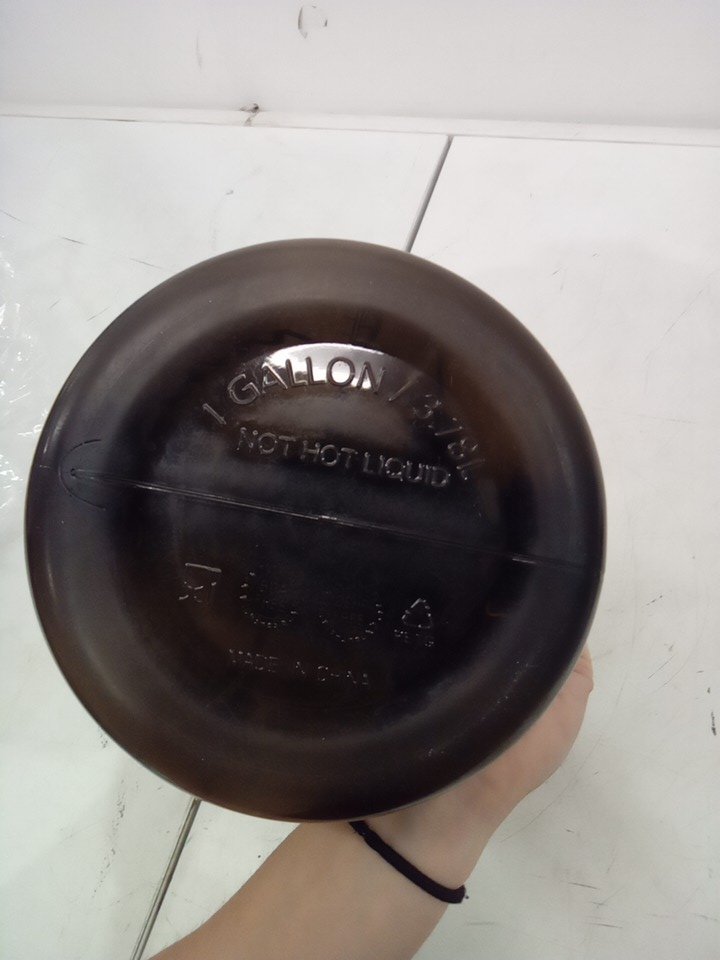 1 GALLON / 3.78L
NOT HOT LIQUID
MADE IN CHINA